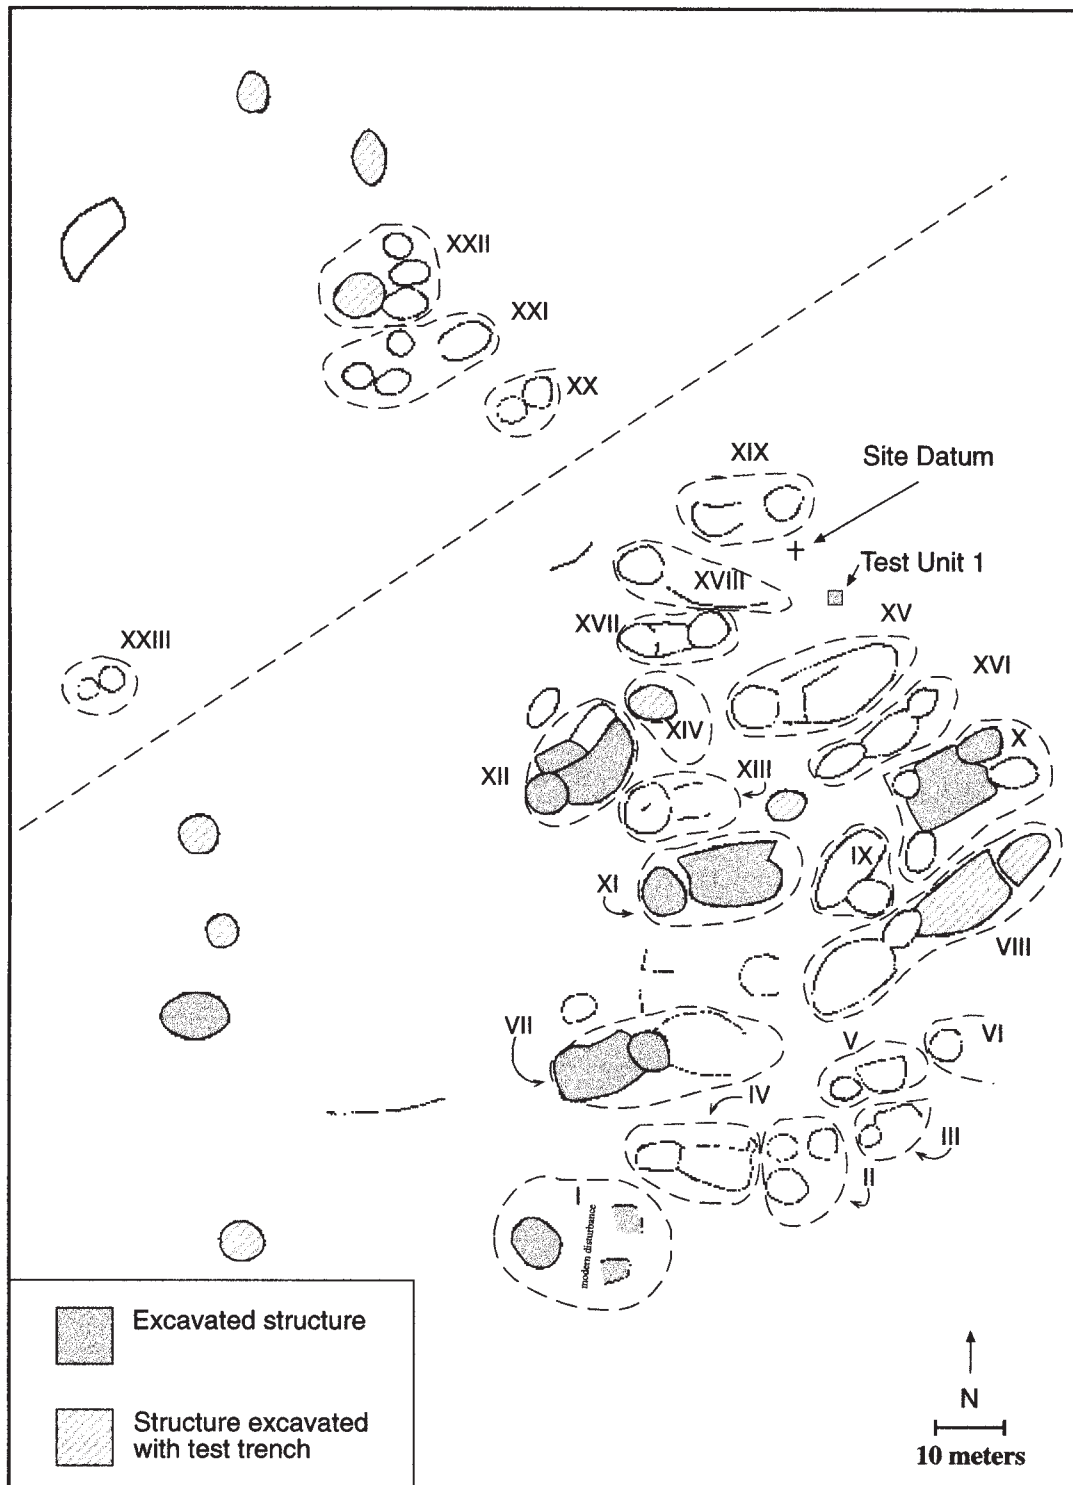 XXII
XXI
XX
XIX
Site Datum
XVIII
Test Unit 1
XVII
XV
XXIII
XVI
XIV
X
XII
XIII
IX
XI
VIII
VII
V
VI
IV
III
II
I
modern disturbance
Excavated structure
Structure excavated
with test trench
N
10 meters